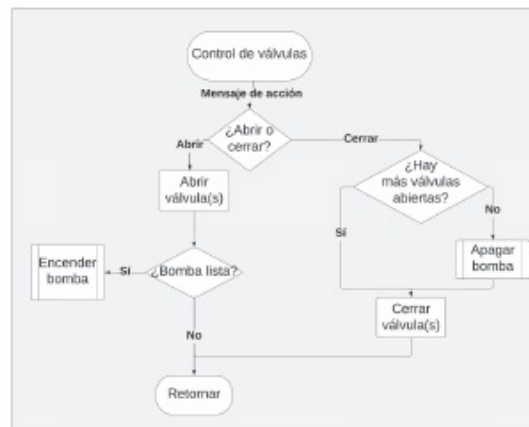 Control de válvulas
Mensaje de acción
¿Abrir o
cerrar?
Abrir
Cerrar
Abrir
válvula(s)
¿Hay
más válvulas
abiertas?
Sí
No
Encender
bomba
Sí
¿Bomba lista?
Apagar
bomba
No
Cerrar
válvula(s)
Retornar